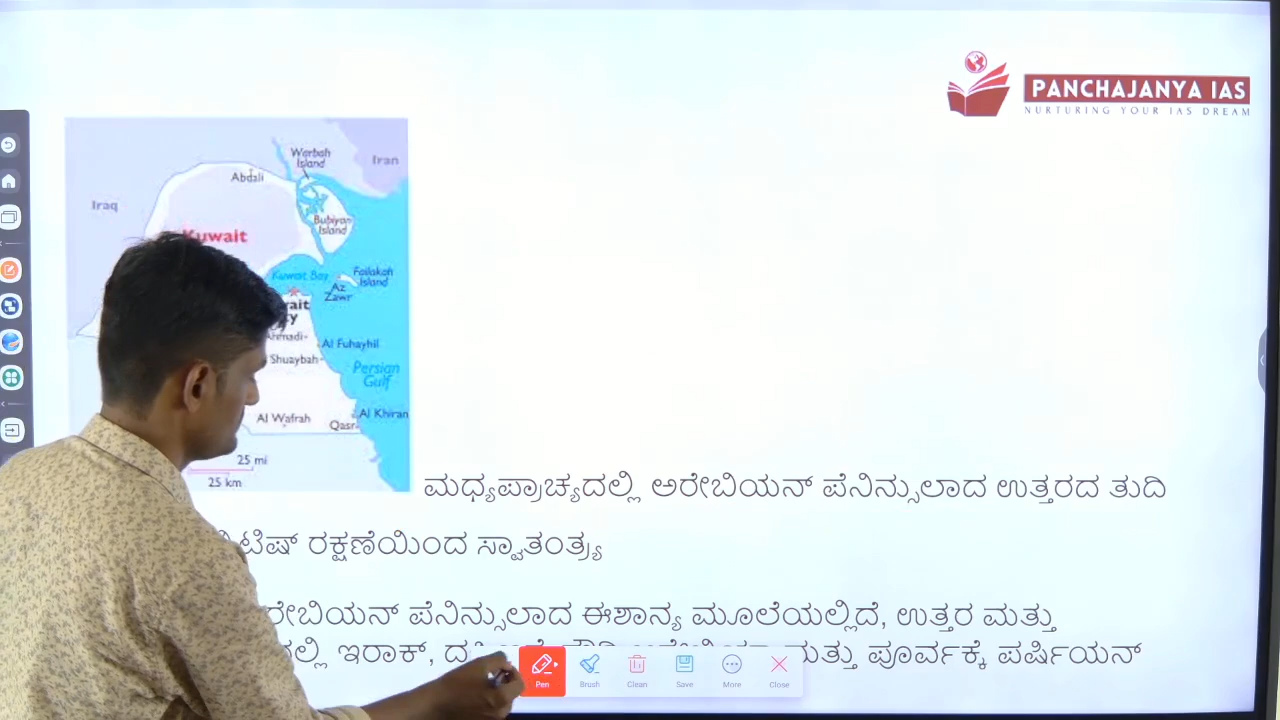 PANCHAJANYA IAS
NURTURING YOUR IAS DREAM
Warbah
Island
Iran
Abdali
Iraq
Bubiyan
Island
Kuwait
Kuwait Bay
Failakah
Island
Az
Zawr
Al Fuhayhil
Shuaybah
Persian
Gulf
Al Wafrah
Al Khiran
Qasr
25 mi
25 km
ಮಧ್ಯಪ್ರಾಚ್ಯದಲ್ಲಿ ಅರೇಬಿಯನ್ ಪೆನಿನ್ಸುಲಾದ ಉತ್ತರದ ತುದಿ
ರಕ್ಷಣೆಯಿಂದ ಸ್ವಾತಂತ್ರ್ಯ
ಪೆನಿನ್ಸುಲಾದ ಈಶಾನ್ಯ ಮೂಲೆಯಲ್ಲಿದೆ, ಉತ್ತರ ಮತ್ತು
ಇರಾಕ್, ಮತ್ತು ಪೂರ್ವಕ್ಕೆ ಪರ್ಷಿಯನ್
Pen Brush Clean Save More Close